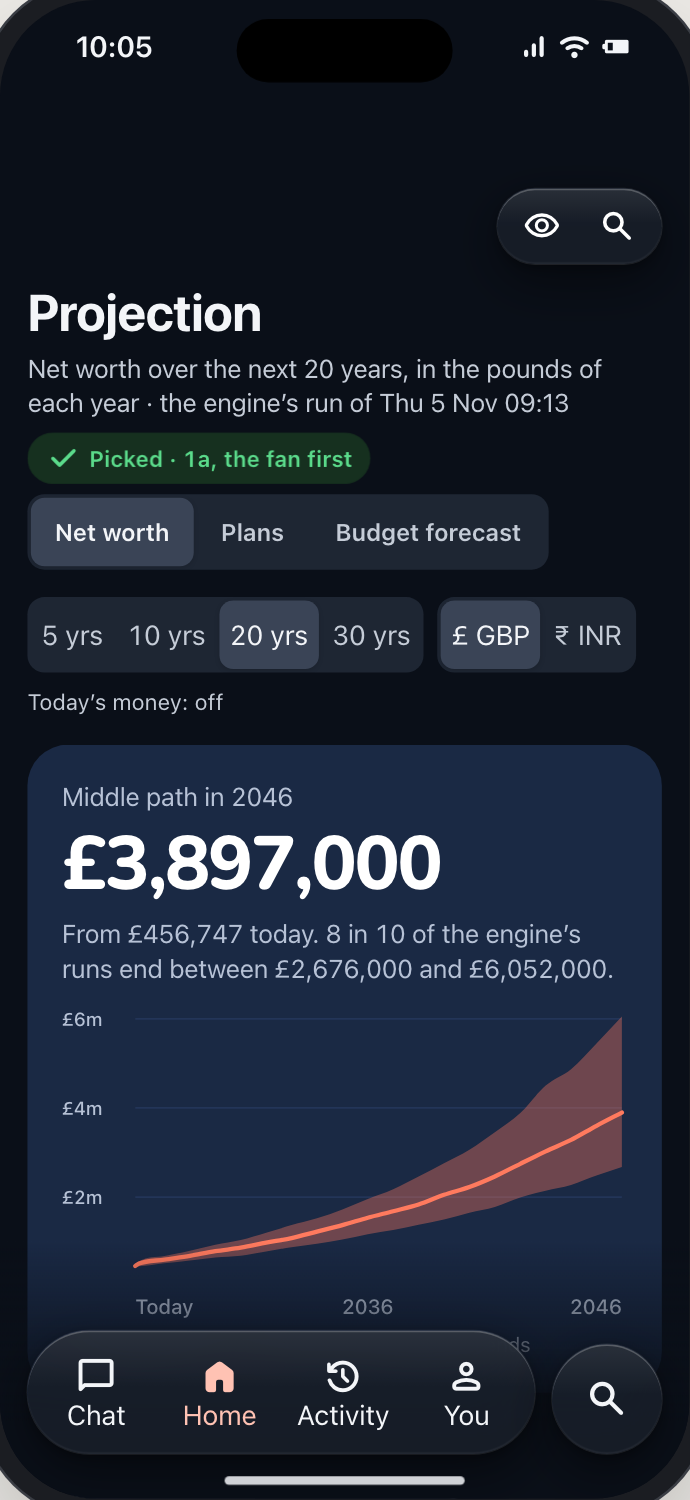 10:05
Projection
Net worth over the next 20 years, in the pounds of
each year · the engine’s run of Thu 5 Nov 09:13
Picked · 1a, the fan first
Net worth Plans Budget forecast
5 yrs 10 yrs 20 yrs 30 yrs £ GBP ₹ INR
Today’s money: off
Middle path in 2046
£3,897,000
From £456,747 today. 8 in 10 of the engine’s
runs end between £2,676,000 and £6,052,000.
£6m
£4m
£2m
Today 2036 2046
Chat Home Activity You